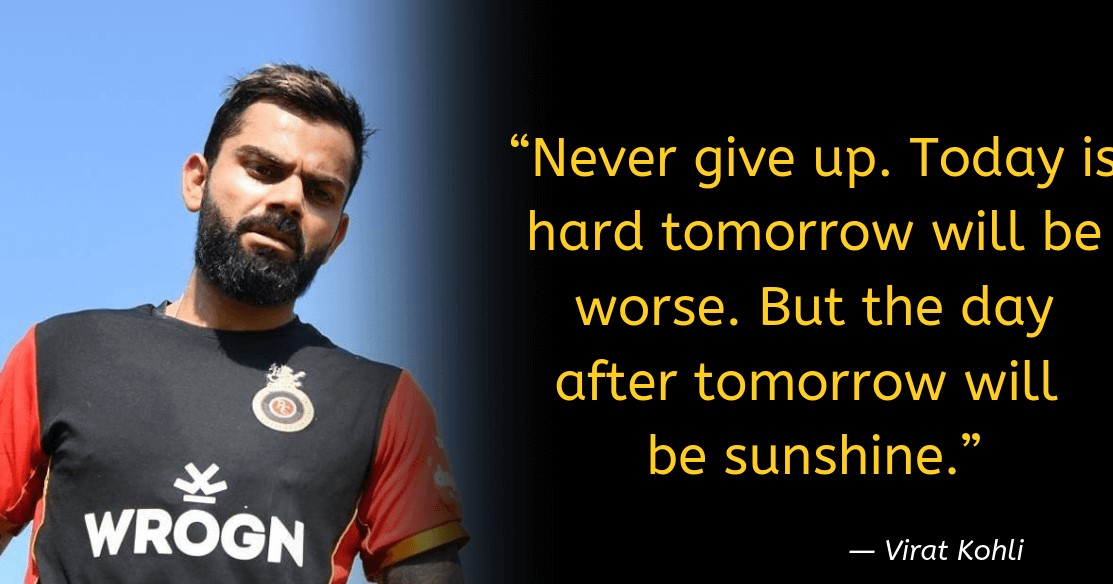 “Never give up. Today is
hard tomorrow will be
worse. But the day
after tomorrow will
be sunshine.”
— Virat Kohli
WROGN